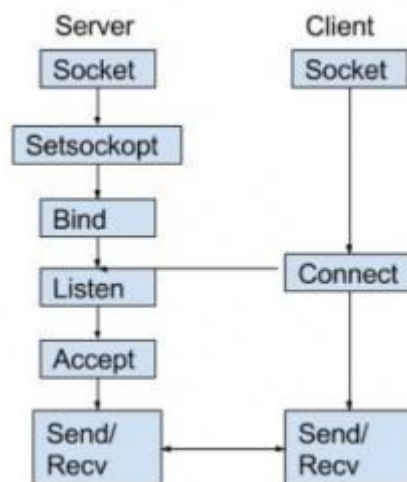 Server
Client
Socket
Socket
Setsockopt
Bind
Listen
Connect
Accept
Send/
Recv
Send/
Recv